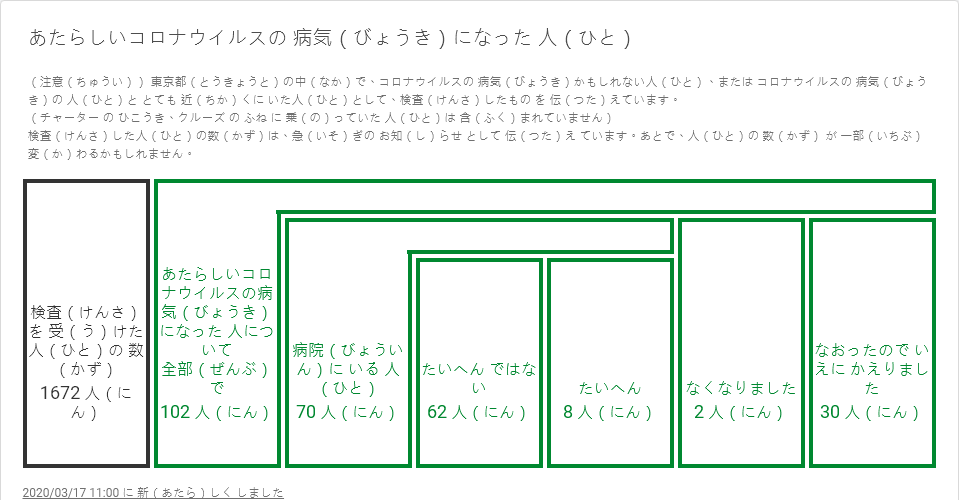 あたらしいコロナウイルスの 病気 ( びょうき ) になった 人 ( ひと )
（注意 ( ちゅうい ) ） 東京都 ( とうきょうと ) の中 ( なか ) で、コロナウイルスの 病気 ( びょうき ) かもしれない人 ( ひと ) 、または コロナウイルスの 病気 ( びょう
き ) の 人 ( ひと ) と とても 近 ( ちか ) くに いた人 ( ひと ) として、検査 ( けんさ ) したもの を 伝 ( つた ) えています。
（チャーター の ひこうき、クルーズ の ふね に 乗 ( の ) っていた 人 ( ひと ) は 含 ( ふく ) まれていません）
検査 ( けんさ ) した人 ( ひと ) の数 ( かず ) は、急 ( いそ ) ぎの お知 ( し ) らせ として 伝 ( つた ) え ています。あとで、人 ( ひと ) の 数 ( かず ) が 一部 ( いちぶ )
変 ( か ) わるかもしれません。
検査 ( けんさ )
を 受 ( う ) けた
人 ( ひと ) の 数
( かず )
1672 人 ( に
ん )
あたらしいコロ
ナウイルスの病
気 ( びょうき )
になった 人につ
いて
全部 ( ぜんぶ )
で
102 人 ( にん )
病院 ( びょうい
ん ) に いる 人
( ひと )
70 人 ( にん )
たいへん ではな
い
62 人 ( にん )
たいへん
8 人 ( にん )
なくなりました
2 人 ( にん )
なおったので い
えに かえりまし
た
30 人 ( にん )
2020/03/17 11:00 に 新 ( あたら ) しく しました